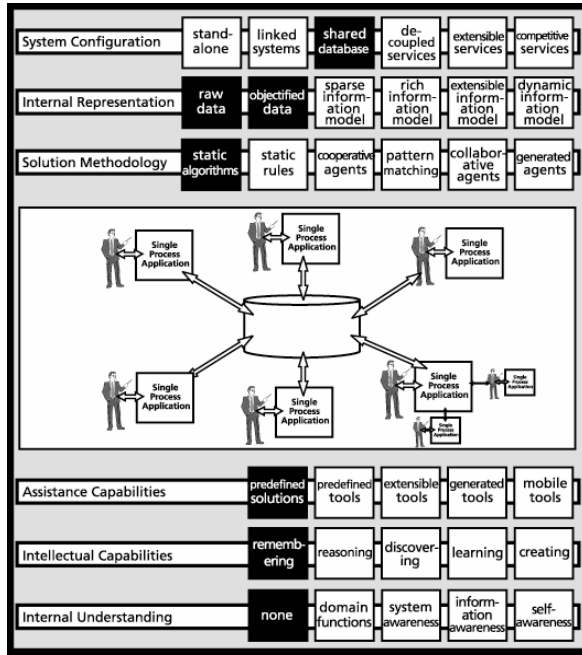 System Configuration
stand-
alone
linked
systems
shared
database
de-
coupled
services
extensible
services
competitive
services
Internal Representation
raw
data
objectified
data
sparse
inform-
ation
model
rich
inform-
ation
model
extensible
inform-
ation
model
dynamic
inform-
ation
model
Solution Methodology
static
algorithms
static
rules
cooperative
agents
pattern
matching
collabor-
ative
agents
generated
agents
Single
Process
Application
Single
Process
Application
Single
Process
Application
Single
Process
Application
Single
Process
Application
Single
Process
Application
Single
Process
Application
Single
Process
Application
Assistance Capabilities
predefined
solutions
predefined
tools
extensible
tools
generated
tools
mobile
tools
Intellectual Capabilities
rememb-
ering
reasoning
discover-
ing
learning
creating
Internal Understanding
none
domain
functions
system
awareness
inform-
ation
awareness
self-
awareness